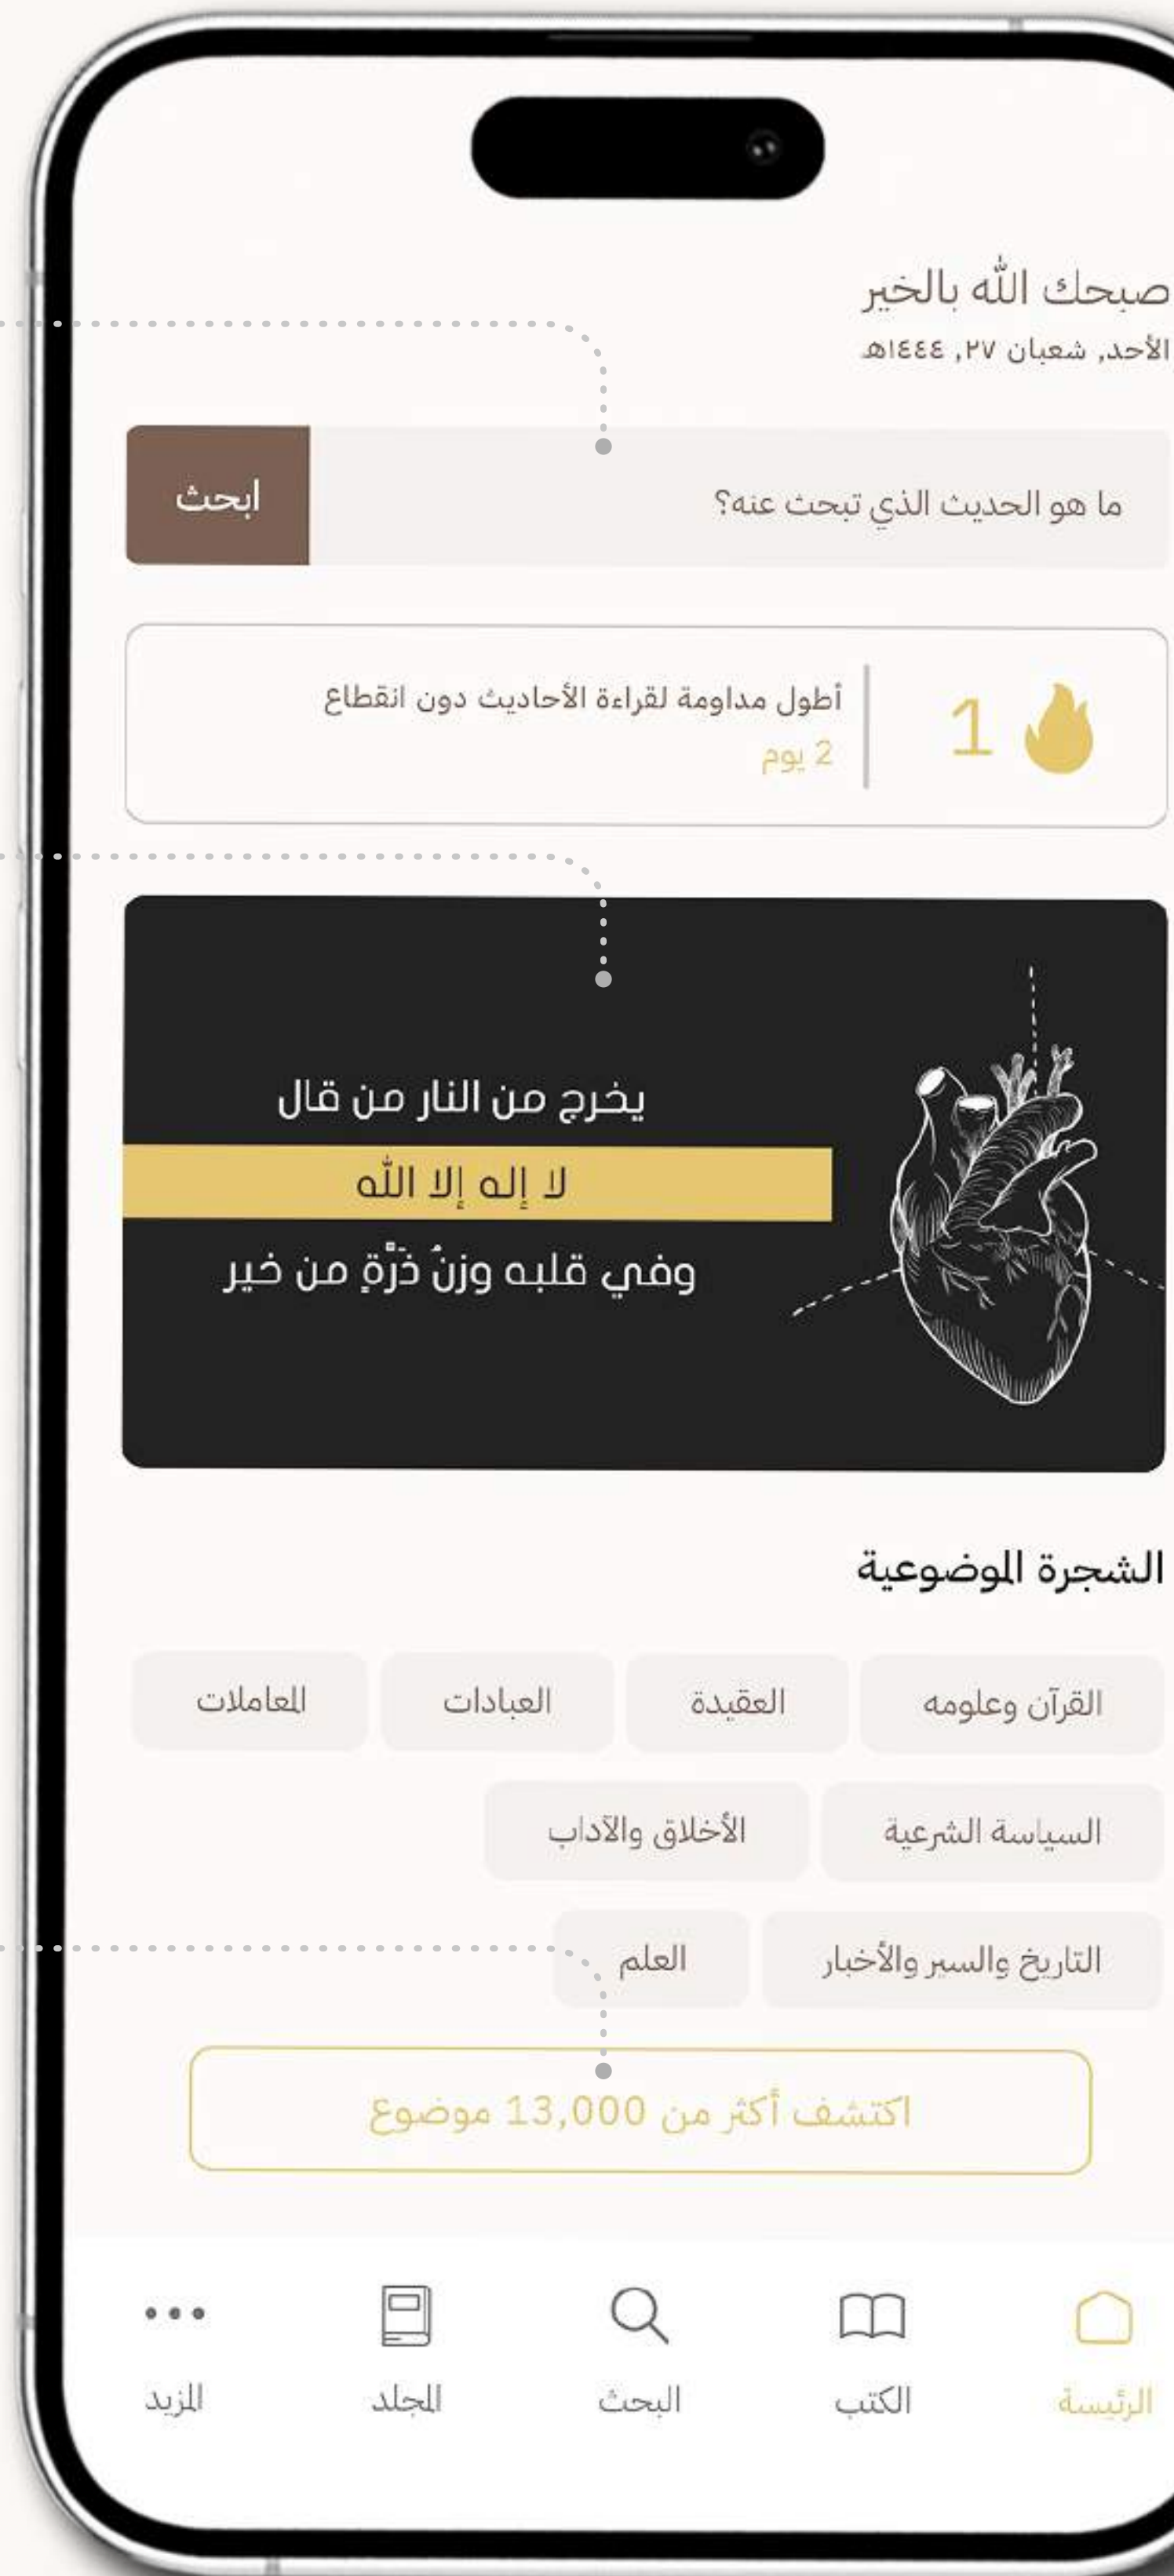 صبحك الله بالخير
الأحد, شعبان ٢٧, ١٤٤٤هـ
ما هو الحديث الذي تبحث عنه؟
ابحث
1
أطول مداومة لقراءة الأحاديث دون انقطاع
2 يوم
يخرج من النار من قال
لا إله إلا الله
وفي قلبه وزنُ ذَرَّةٍ من خير
الشجرة الموضوعية
القرآن وعلومه العقيدة العبادات المعاملات
السياسة الشرعية الأخلاق والآداب
التاريخ والسير والأخبار العلم
اكتشف أكثر من 13,000 موضوع
الرئيسة الكتب البحث المجلد المزيد